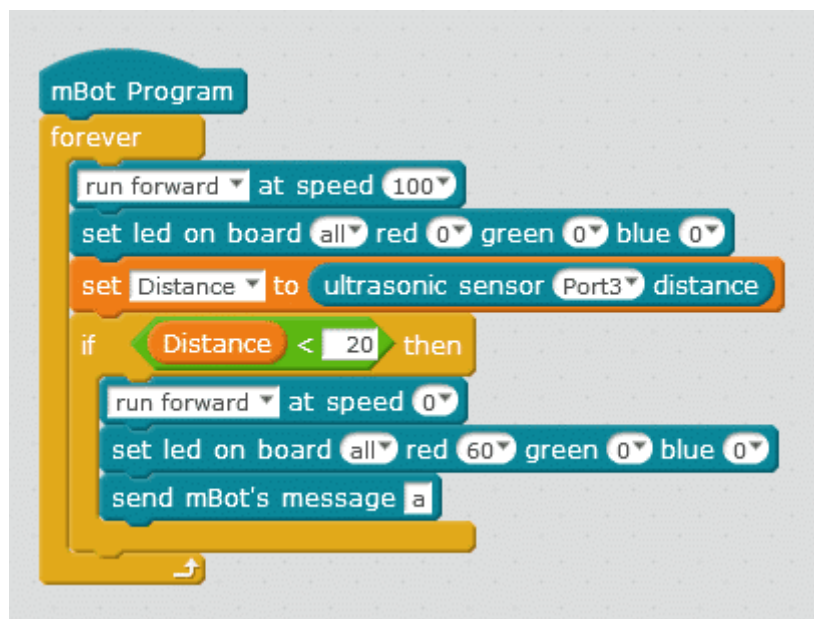 mBot Program
forever
run forward at speed 100
set led on board all red 0 green 0 blue 0
set Distance to ultrasonic sensor Port3 distance
if Distance < 20 then
run forward at speed 0
set led on board all red 60 green 0 blue 0
send mBot's message a